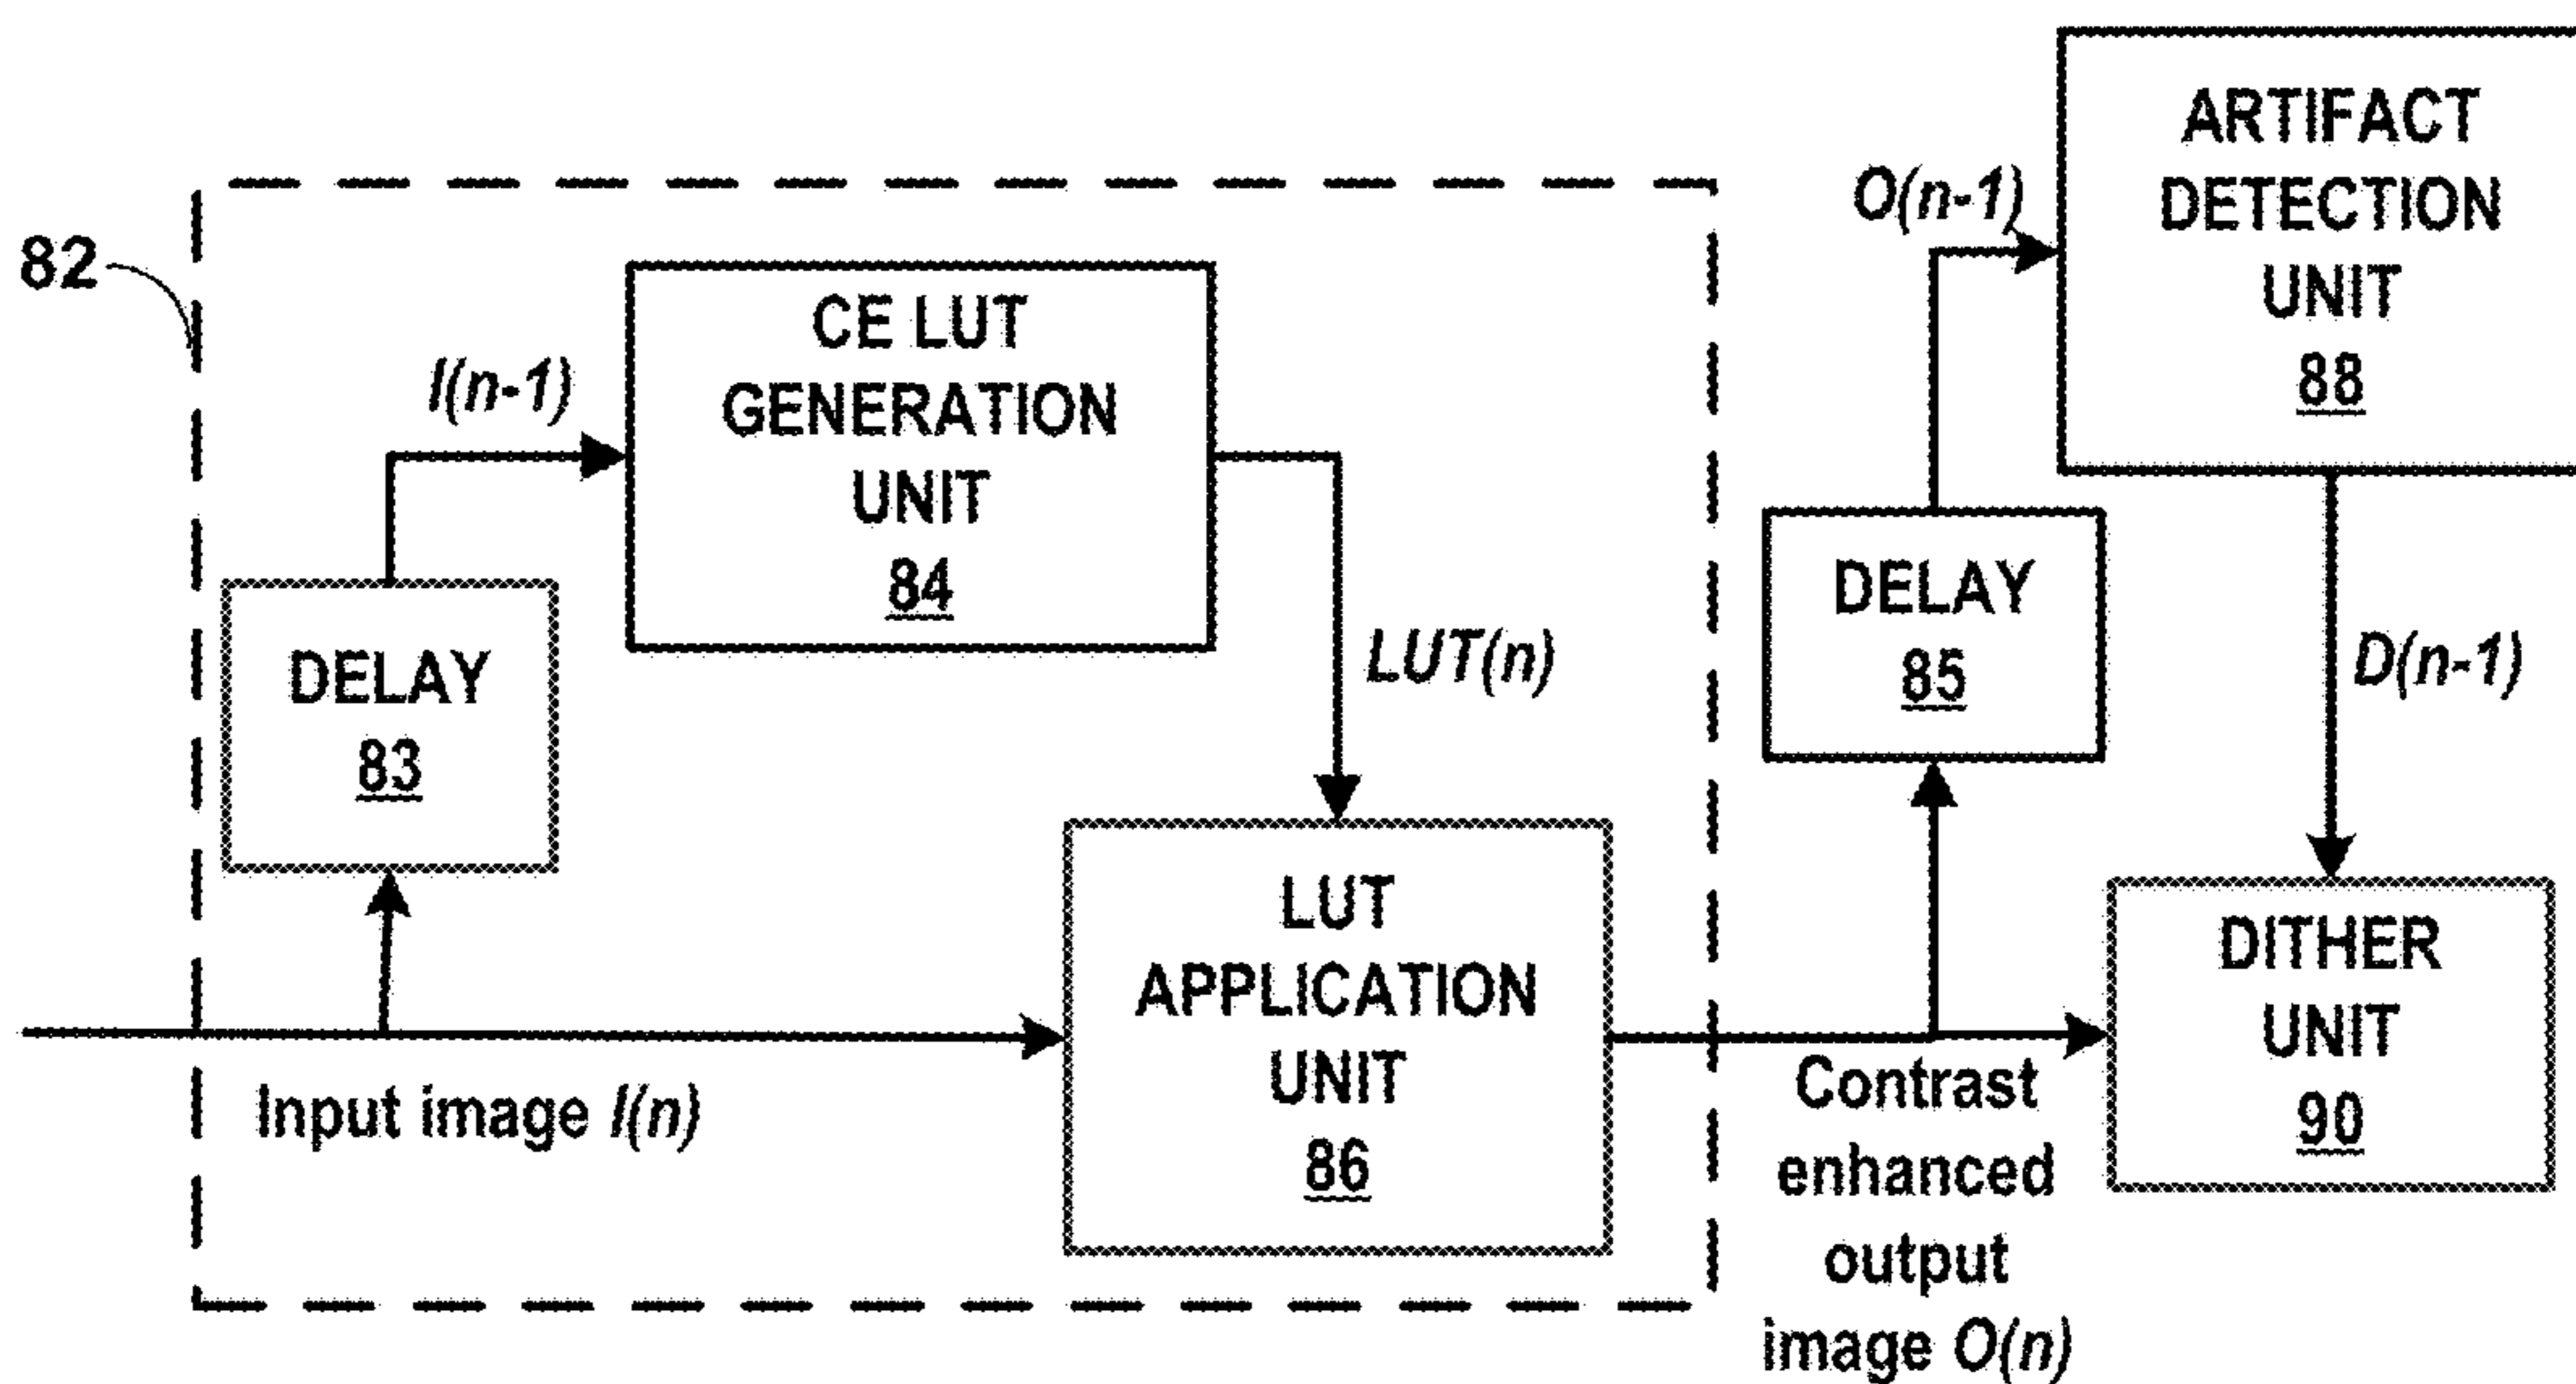 82
I(n-1)
CE LUT
GENERATION
UNIT
84
DELAY
83
LUT(n)
Input image I(n)
LUT
APPLICATION
UNIT
86
O(n-1)
ARTIFACT
DETECTION
UNIT
88
DELAY
85
D(n-1)
DITHER
UNIT
90
Contrast
enhanced
output
image O(n)